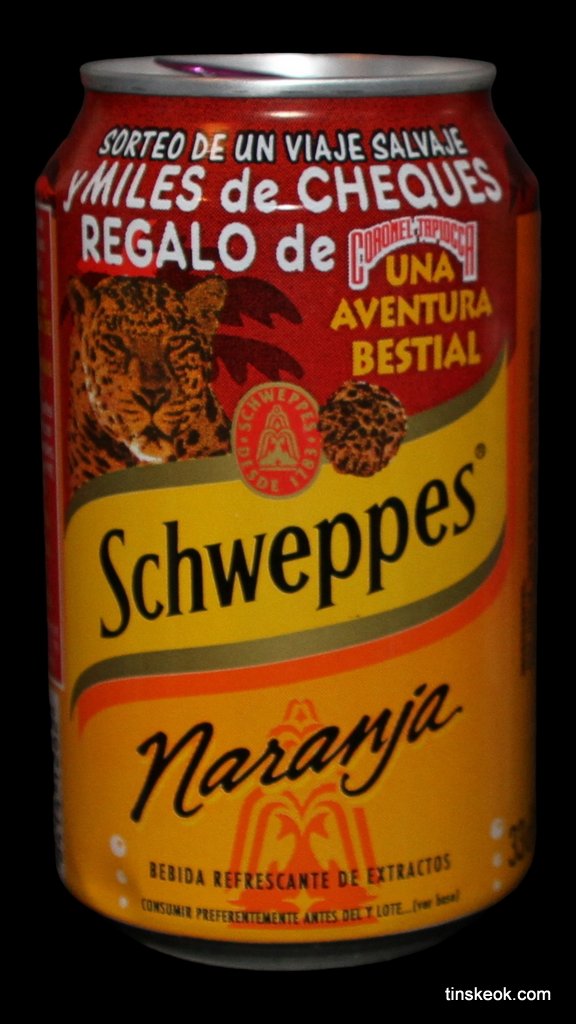 SORTEO DE UN VIAJE SALVAJE
Y MILES de CHEQUES
REGALO de
CORONEL-TAPIOCCA
UNA
AVENTURA
BESTIAL
SCHWEPPES
DESDE 1783
Schweppes®
Naranja
33
BEBIDA REFRESCANTE DE EXTRACTOS
CONSUMIR PREFERENTEMENTE ANTES DEL Y LOTE...(ver base)
tinskeok.com